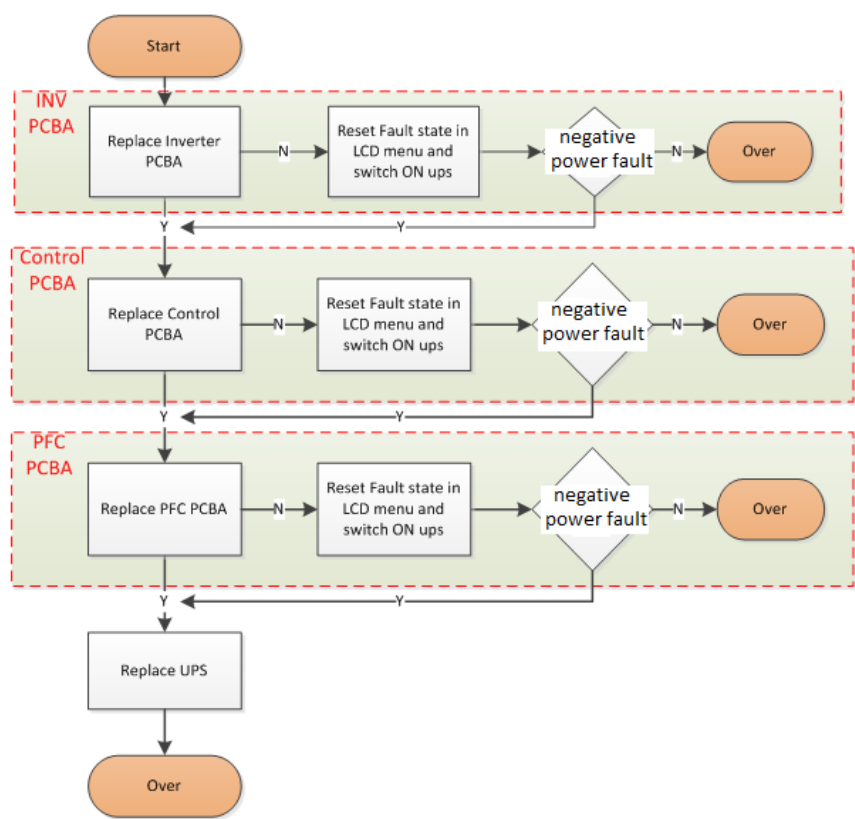 Start
INV
PCBA
Replace Inverter
PCBA
N
Reset Fault state in
LCD menu and
switch ON ups
negative
power fault
N
Over
Y
Y
Control
PCBA
Replace Control
PCBA
N
Reset Fault state in
LCD menu and
switch ON ups
negative
power fault
N
Over
Y
Y
PFC
PCBA
Replace PFC PCBA
N
Reset Fault state in
LCD menu and
switch ON ups
negative
power fault
N
Over
Y
Y
Replace UPS
Over